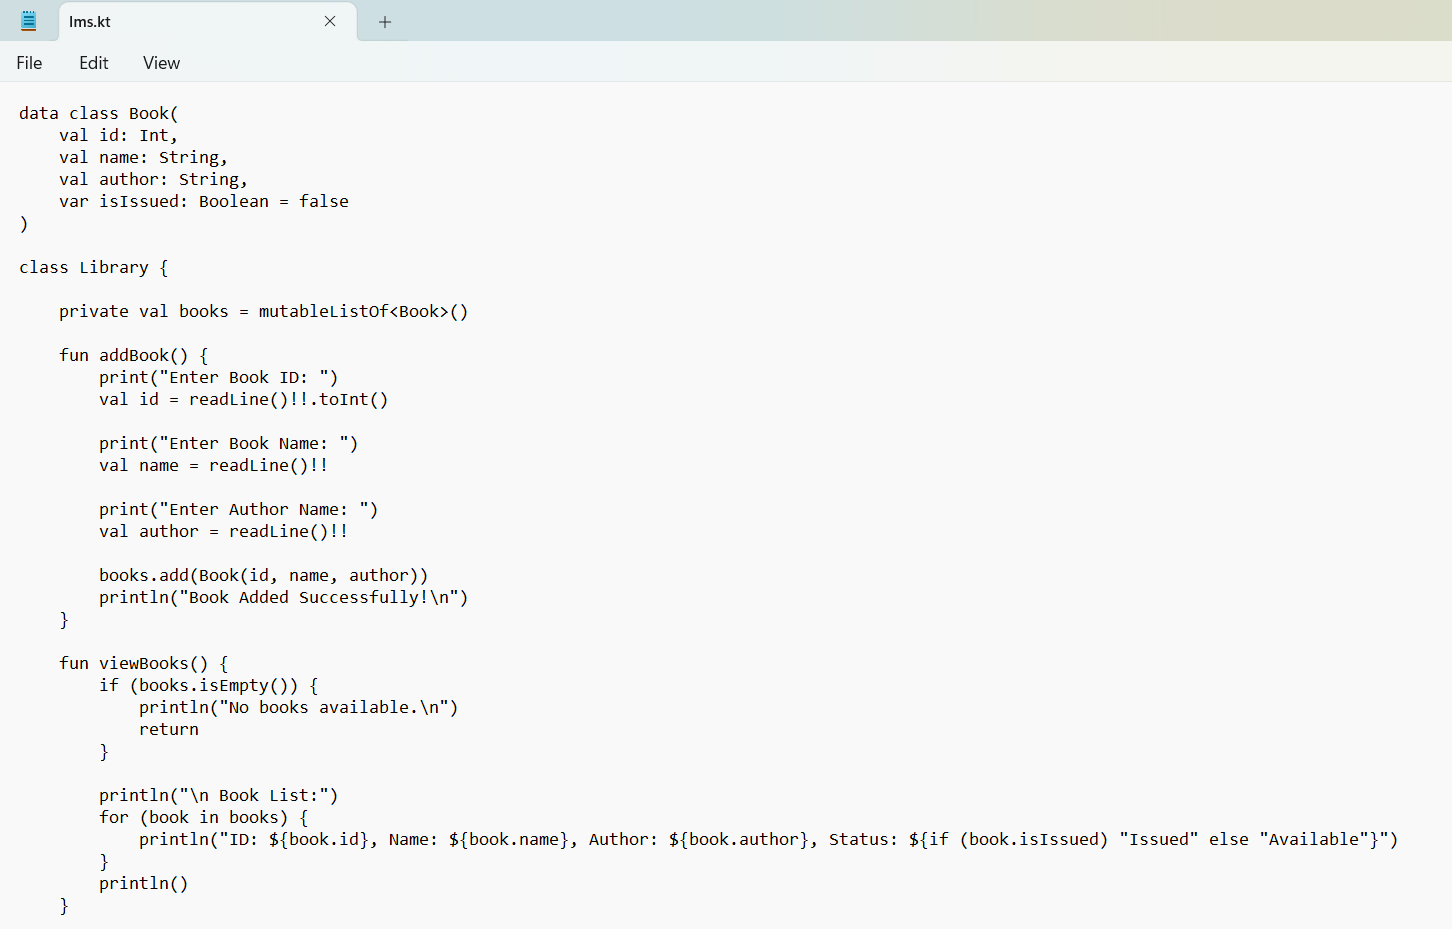 lms.kt
File Edit View
data class Book(
    val id: Int,
    val name: String,
    val author: String,
    var isIssued: Boolean = false
)
class Library {
    private val books = mutableListOf<Book>()
    fun addBook() {
        print("Enter Book ID: ")
        val id = readLine()!!.toInt()
        print("Enter Book Name: ")
        val name = readLine()!!
        print("Enter Author Name: ")
        val author = readLine()!!
        books.add(Book(id, name, author))
        println("Book Added Successfully!\n")
    }
    fun viewBooks() {
        if (books.isEmpty()) {
            println("No books available.\n")
            return
        }
        println("\n Book List:")
        for (book in books) {
            println("ID: ${book.id}, Name: ${book.name}, Author: ${book.author}, Status: ${if (book.isIssued) "Issued" else "Available"}")
        }
        println()
    }